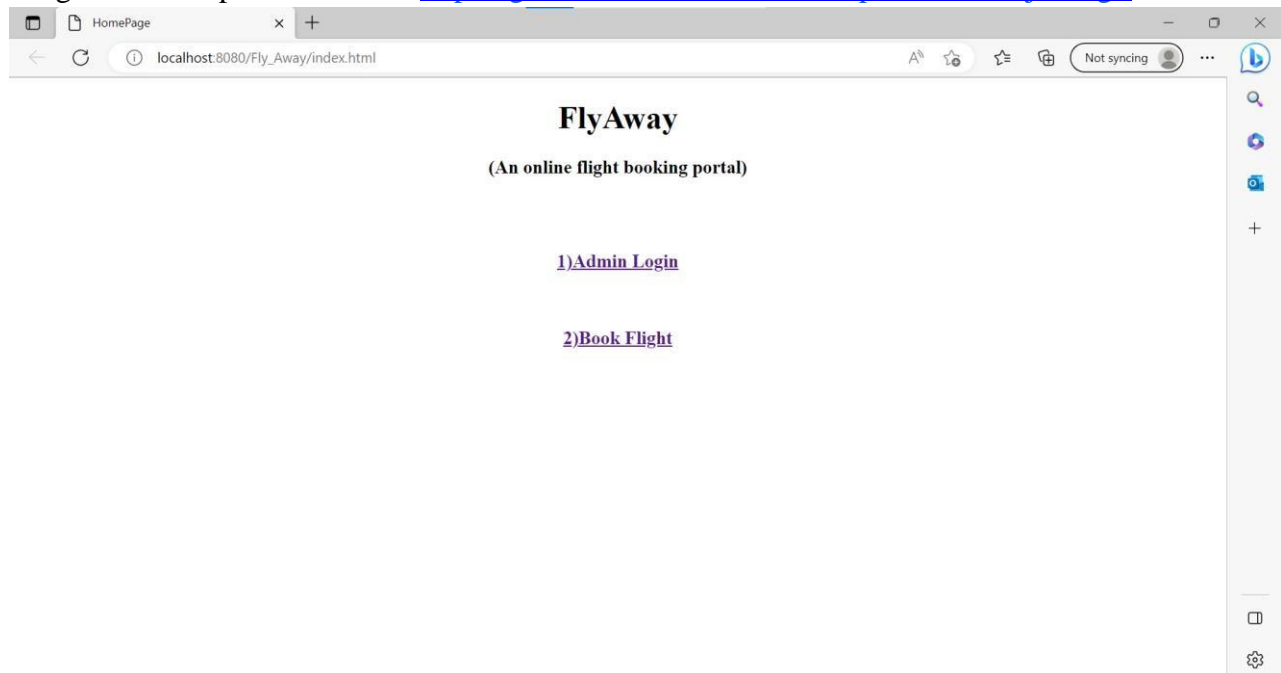 HomePage
localhost:8080/Fly_Away/index.html
Not syncing
FlyAway
(An online flight booking portal)
1)Admin Login
2)Book Flight